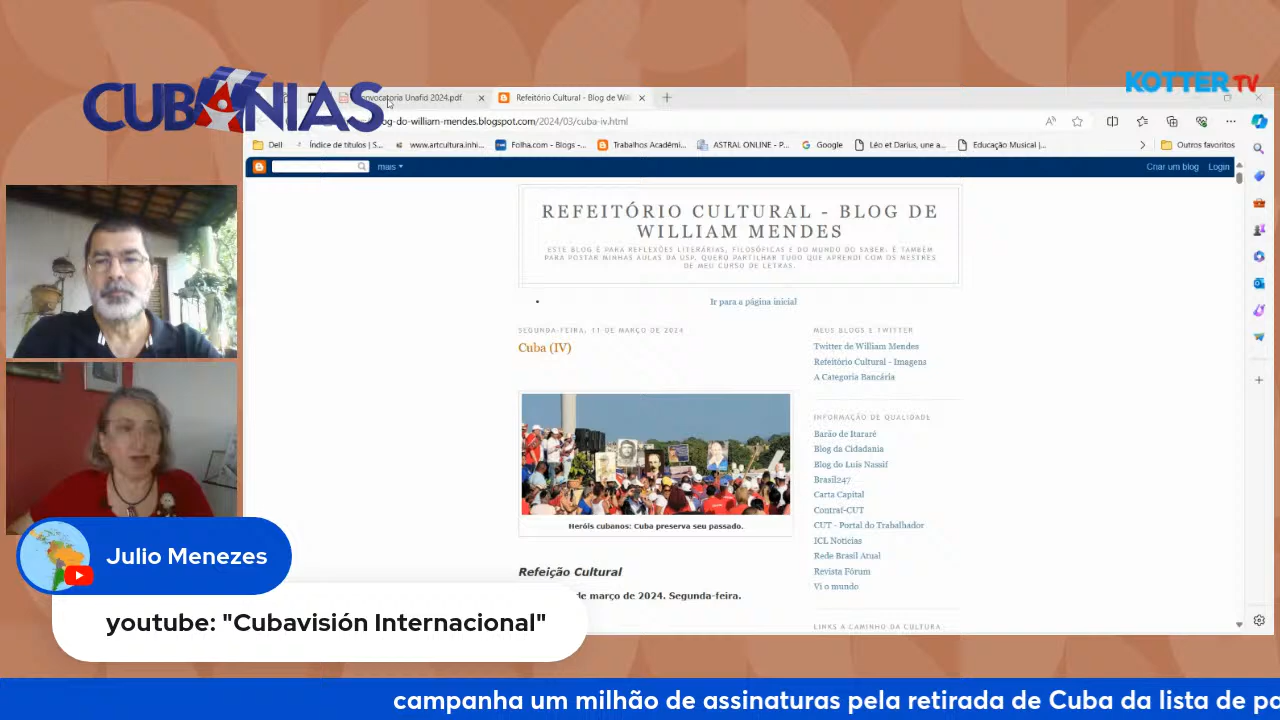 CUBANIAS
KOTTER TV
nvocatoria Unafid 2024.pdf
Refeitório Cultural - Blog de Wil
og-do-william-mendes.blogspot.com/2024/03/cuba-iv.html
Dell
Índice de títulos | S...
www.artcultura.inhi...
Folha.com - Blogs -...
Trabalhos Acadêmi...
ASTRAL ONLINE - P...
Google
Léo et Darius, une a...
Educação Musical |...
Outros favoritos
mais
Criar um blog
Login
REFEITÓRIO CULTURAL - BLOG DE
WILLIAM MENDES
ESTE BLOG É PARA REFLEXÕES LITERÁRIAS, FILOSÓFICAS E DO MUNDO DO SABER. É TAMBÉM
PARA POSTAR MINHAS AULAS DA USP. QUERO PARTILHAR TUDO QUE APRENDI COM OS MESTRES
DE MEU CURSO DE LETRAS.
Ir para a página inicial
SEGUNDA-FEIRA, 11 DE MARÇO DE 2024
Cuba (IV)
Heróis cubanos: Cuba preserva seu passado.
Refeição Cultural
de março de 2024. Segunda-feira.
MEUS BLOGS E TWITTER
Twitter de William Mendes
Refeitório Cultural - Imagens
A Categoria Bancária
INFORMAÇÃO DE QUALIDADE
Barão de Itararé
Blog da Cidadania
Blog do Luis Nassif
Brasil247
Carta Capital
Contraf-CUT
CUT - Portal do Trabalhador
ICL Notícias
Rede Brasil Atual
Revista Fórum
Vi o mundo
LINKS A CAMINHO DA CULTURA
Julio Menezes
youtube: "Cubavisión Internacional"
campanha um milhão de assinaturas pela retirada de Cuba da lista de pa